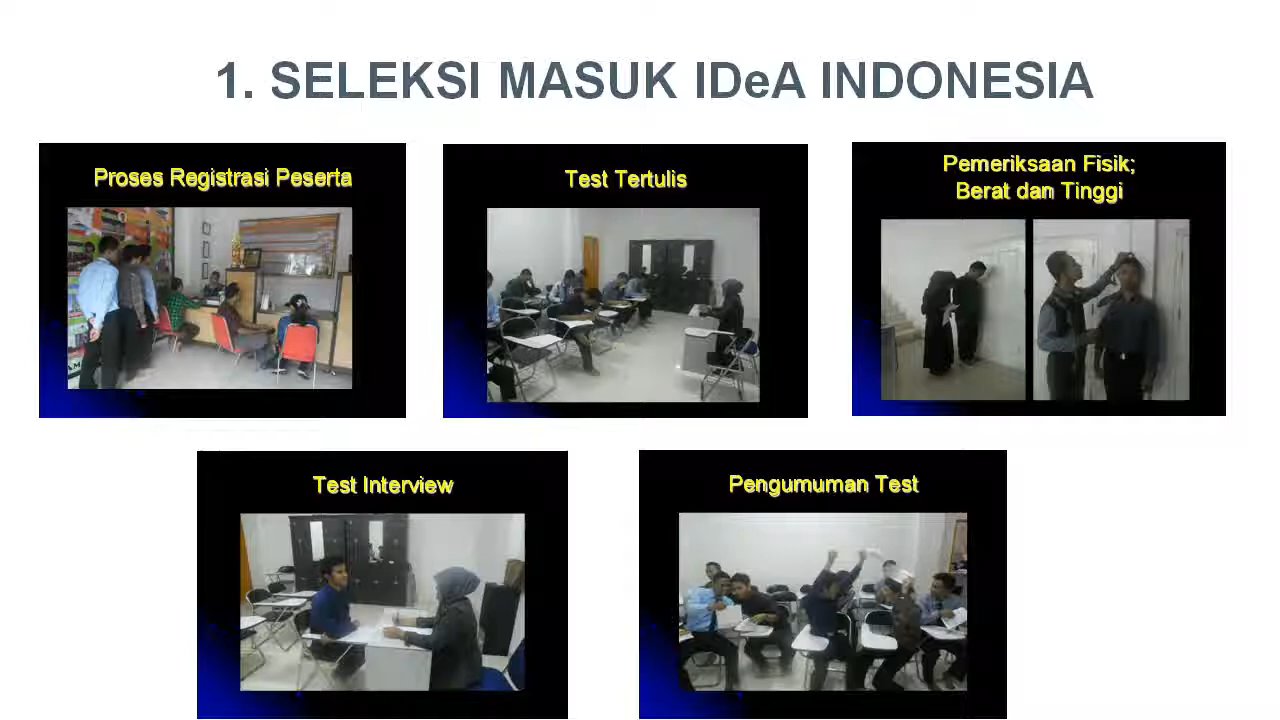 1. SELEKSI MASUK IDeA INDONESIA
Proses Registrasi Peserta
Test Tertulis
Pemeriksaan Fisik;
Berat dan Tinggi
Test Interview
Pengumuman Test